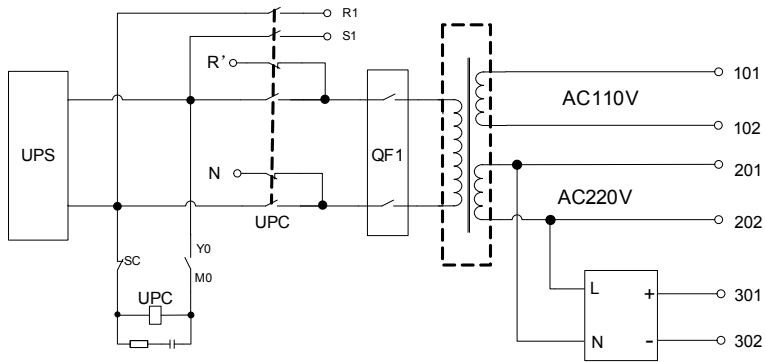 R1
S1
R'
101
AC110V
102
UPS
QF1
N
201
UPC
AC220V
202
SC
Y0
M0
UPC
L
+
301
N
-
302